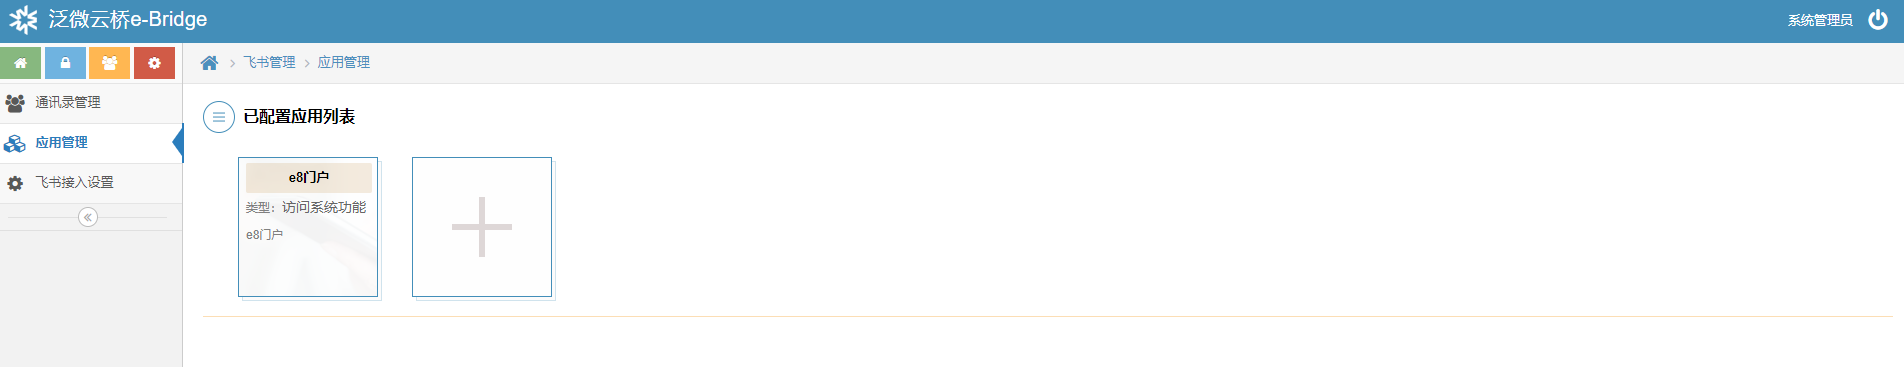 泛微云桥e-Bridge
系统管理员
飞书管理 应用管理
通讯录管理
应用管理
飞书接入设置
已配置应用列表
e8门户
类型：访问系统功能
e8门户